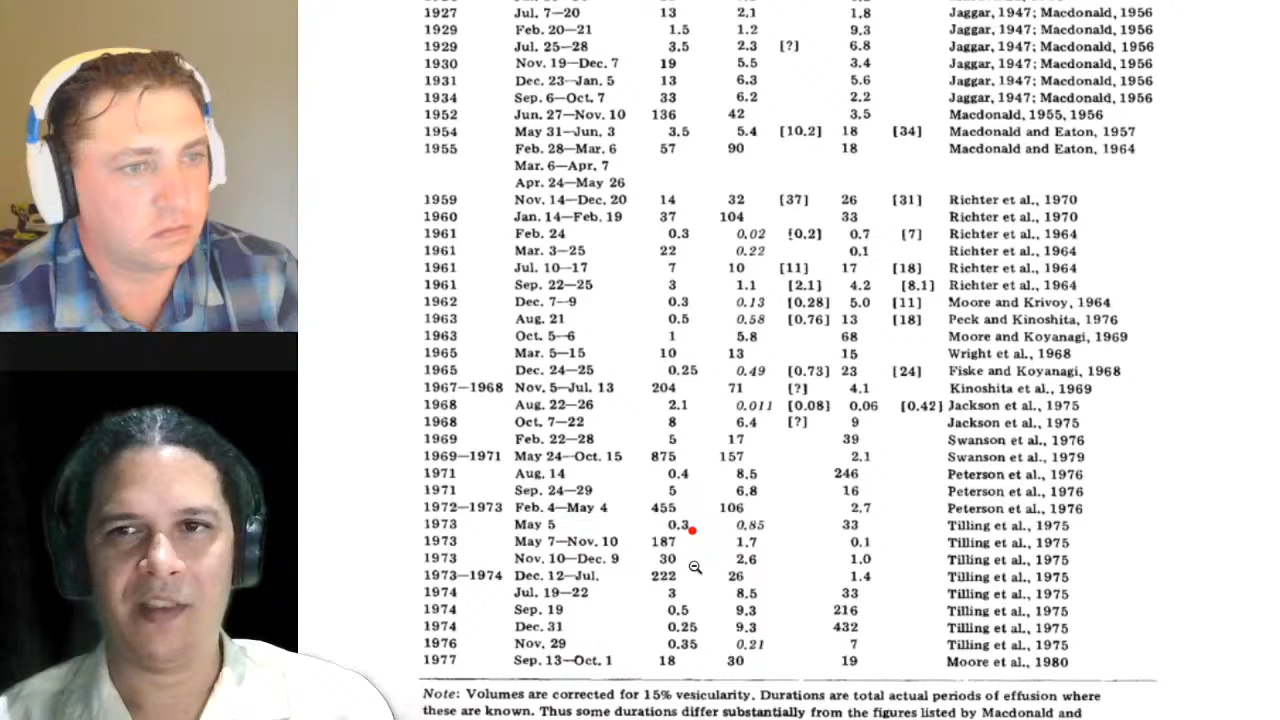 1927 Jul. 7—20 13 2.1 1.8 Jaggar, 1947; Macdonald, 1956
1929 Feb. 20—21 1.5 1.2 9.3 Jaggar, 1947; Macdonald, 1956
1929 Jul. 25—28 3.5 2.3 [?] 6.8 Jaggar, 1947; Macdonald, 1956
1930 Nov. 19—Dec. 7 19 5.5 3.4 Jaggar, 1947; Macdonald, 1956
1931 Dec. 23—Jan. 5 13 6.3 5.6 Jaggar, 1947; Macdonald, 1956
1934 Sep. 6—Oct. 7 33 6.2 2.2 Jaggar, 1947; Macdonald, 1956
1952 Jun. 27—Nov. 10 136 42 3.5 Macdonald, 1955, 1956
1954 May 31—Jun. 3 3.5 5.4 [10.2] 18 [34] Macdonald and Eaton, 1957
1955 Feb. 28—Mar. 6 57 90 18 Macdonald and Eaton, 1964
Mar. 6—Apr. 7
Apr. 24—May 26
1959 Nov. 14—Dec. 20 14 32 [37] 26 [31] Richter et al., 1970
1960 Jan. 14—Feb. 19 37 104 33 Richter et al., 1970
1961 Feb. 24 0.3 0.02 [0.2] 0.7 [7] Richter et al., 1964
1961 Mar. 3—25 22 0.22 0.1 Richter et al., 1964
1961 Jul. 10—17 7 10 [11] 17 [18] Richter et al., 1964
1961 Sep. 22—25 3 1.1 [2.1] 4.2 [8.1] Richter et al., 1964
1962 Dec. 7—9 0.3 0.13 [0.28] 5.0 [11] Moore and Krivoy, 1964
1963 Aug. 21 0.5 0.58 [0.76] 13 [18] Peck and Kinoshita, 1976
1963 Oct. 5—6 1 5.8 68 Moore and Koyanagi, 1969
1965 Mar. 5—15 10 13 15 Wright et al., 1968
1965 Dec. 24—25 0.25 0.49 [0.73] 23 [24] Fiske and Koyanagi, 1968
1967—1968 Nov. 5—Jul. 13 204 71 [?] 4.1 Kinoshita et al., 1969
1968 Aug. 22—26 2.1 0.011 [0.08] 0.06 [0.42] Jackson et al., 1975
1968 Oct. 7—22 8 6.4 [?] 9 Jackson et al., 1975
1969 Feb. 22—28 5 17 39 Swanson et al., 1976
1969—1971 May 24—Oct. 15 875 157 2.1 Swanson et al., 1979
1971 Aug. 14 0.4 8.5 246 Peterson et al., 1976
1971 Sep. 24—29 5 6.8 16 Peterson et al., 1976
1972—1973 Feb. 4—May 4 455 106 2.7 Peterson et al., 1976
1973 May 5 0.3 0.85 33 Tilling et al., 1975
1973 May 7—Nov. 10 187 1.7 0.1 Tilling et al., 1975
1973 Nov. 10—Dec. 9 30 2.6 1.0 Tilling et al., 1975
1973—1974 Dec. 12—Jul. 222 26 1.4 Tilling et al., 1975
1974 Jul. 19—22 3 8.5 33 Tilling et al., 1975
1974 Sep. 19 0.5 9.3 216 Tilling et al., 1975
1974 Dec. 31 0.25 9.3 432 Tilling et al., 1975
1976 Nov. 29 0.35 0.21 7 Tilling et al., 1975
1977 Sep. 13—Oct. 1 18 30 19 Moore et al., 1980
Note: Volumes are corrected for 15% vesicularity. Durations are total actual periods of effusion where
these are known. Thus some durations differ substantially from the figures listed by Macdonald and